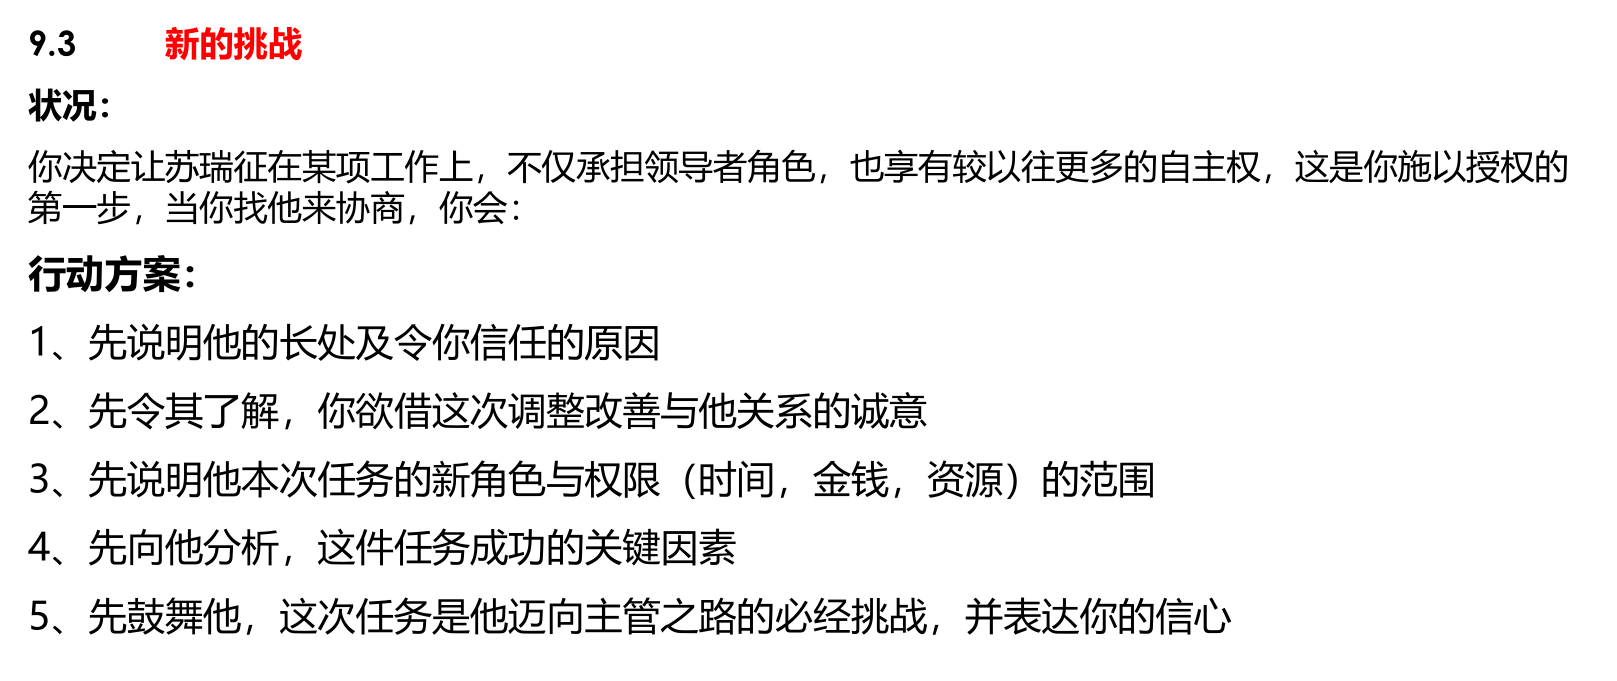 9.3 新的挑战
状况：
你决定让苏瑞征在某项工作上，不仅承担领导者角色，也享有较以往更多的自主权，这是你施以授权的
第一步，当你找他来协商，你会：
行动方案：
1、先说明他的长处及令你信任的原因
2、先令其了解，你欲借这次调整改善与他关系的诚意
3、先说明他本次任务的新角色与权限（时间，金钱，资源）的范围
4、先向他分析，这件任务成功的关键因素
5、先鼓舞他，这次任务是他迈向主管之路的必经挑战，并表达你的信心